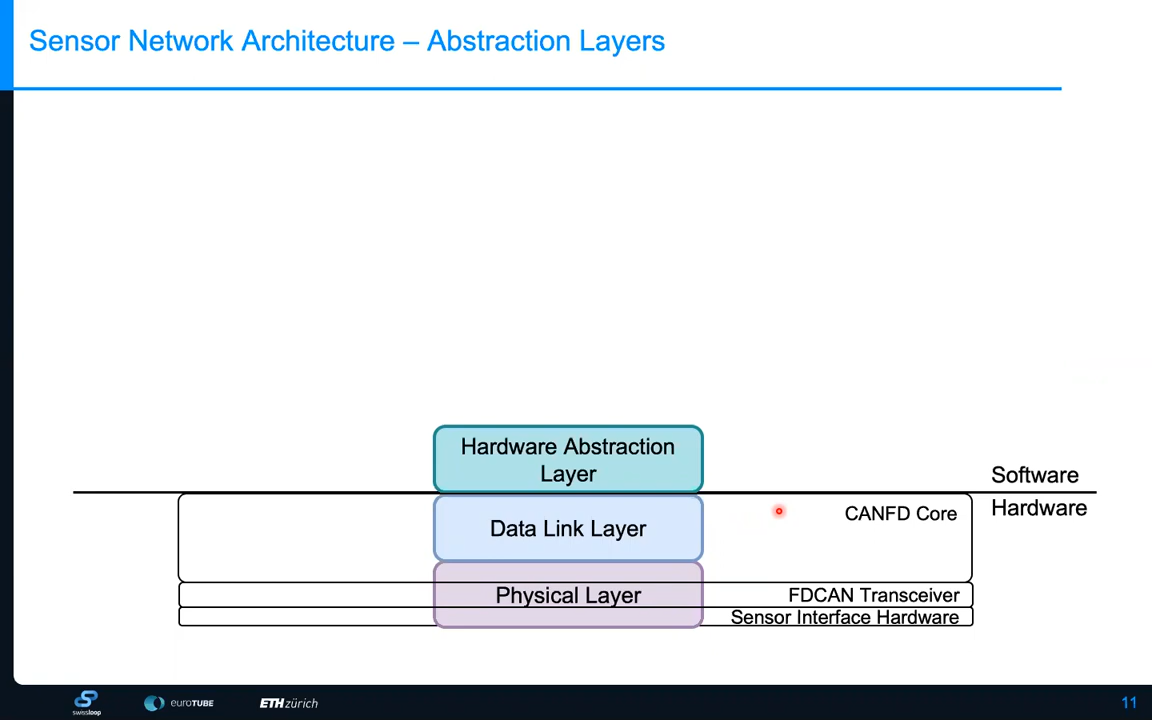 Sensor Network Architecture – Abstraction Layers
Hardware Abstraction
Layer
Software
Hardware
CANFD Core
Data Link Layer
Physical Layer
FDCAN Transceiver
Sensor Interface Hardware
swissloop
euroTUBE
ETH zürich
11